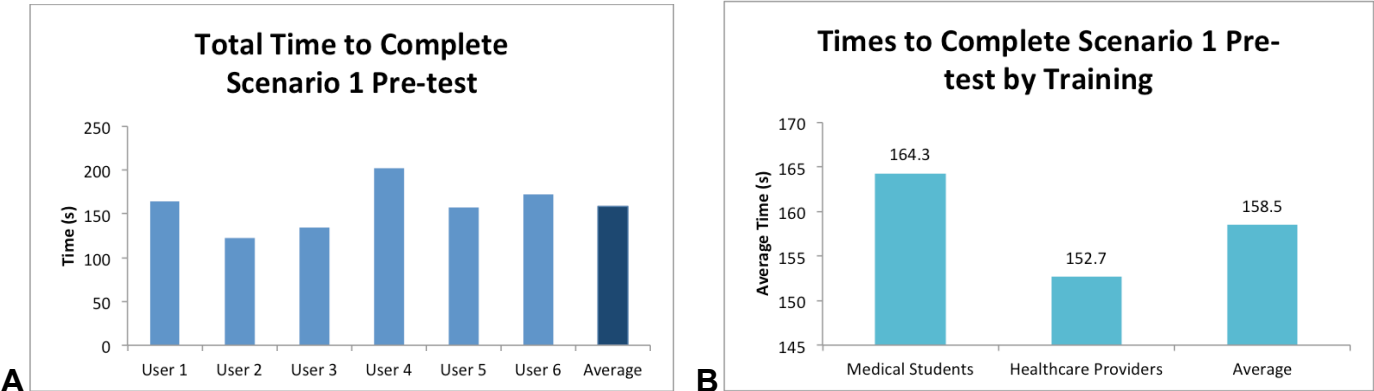 Total Time to Complete
Scenario 1 Pre-test
Time (s)
250
200
150
100
50
0
User 1 User 2 User 3 User 4 User 5 User 6 Average
A
Times to Complete Scenario 1 Pre-
test by Training
Average Time (s)
170
165
160
155
150
145
164.3
152.7
158.5
Medical Students Healthcare Providers Average
B